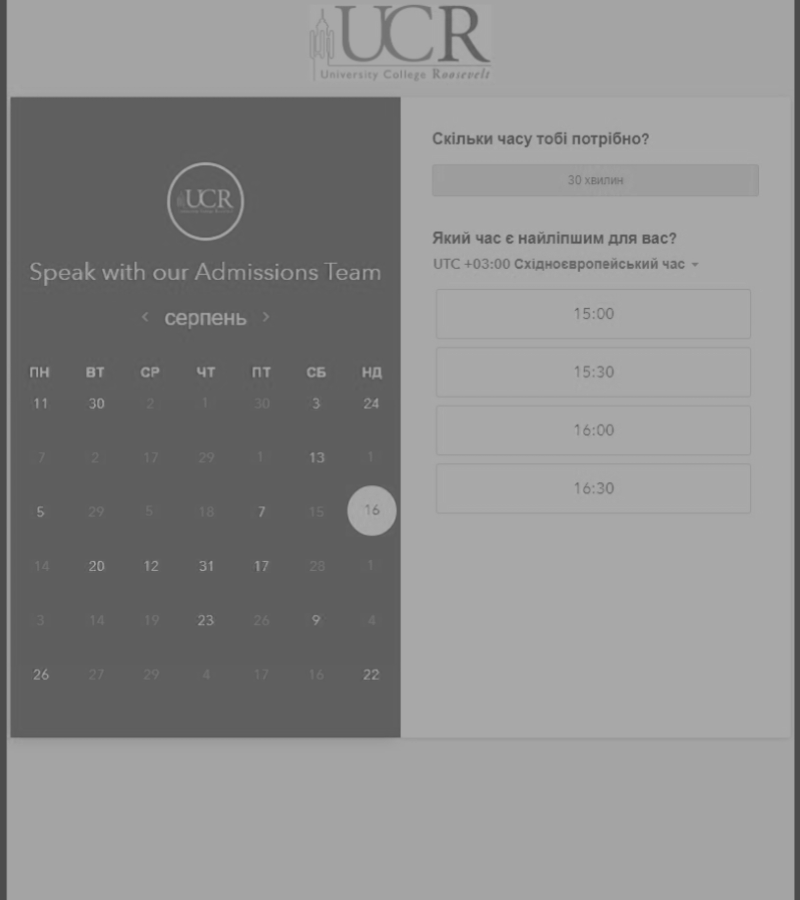 UCR
University College Roosevelt
UCR
Speak with our Admissions Team
серпень
ПН ВТ СР ЧТ ПТ СБ НД
11 30 2 1 30 3 24
7 2 17 29 1 13 1
5 29 5 18 7 15 16
14 20 12 31 17 28 1
3 14 19 23 26 9 4
26 27 29 4 17 16 22
Скільки часу тобі потрібно?
30 хвилин
Який час є найліпшим для вас?
UTC +03:00 Східноєвропейський час
15:00
15:30
16:00
16:30